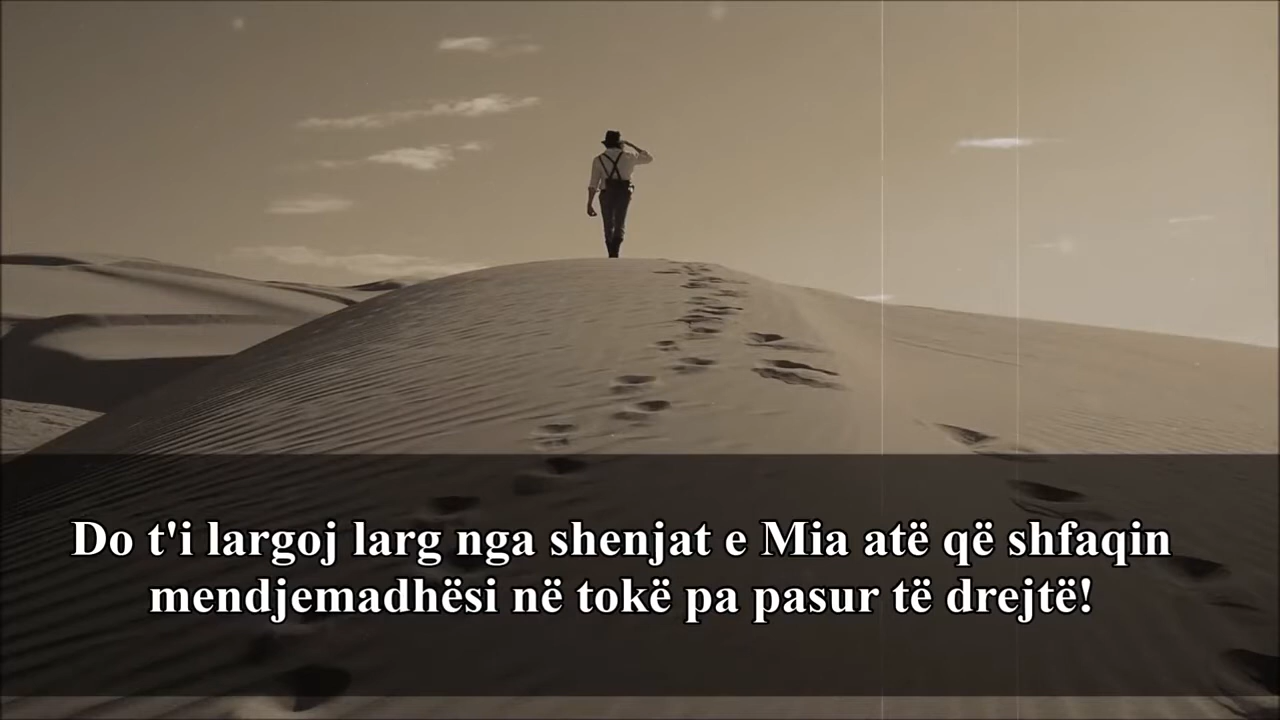 Do t'i largoj larg nga shenjat e Mia atë që shfaqin
mendjemadhësi në tokë pa pasur të drejtë!